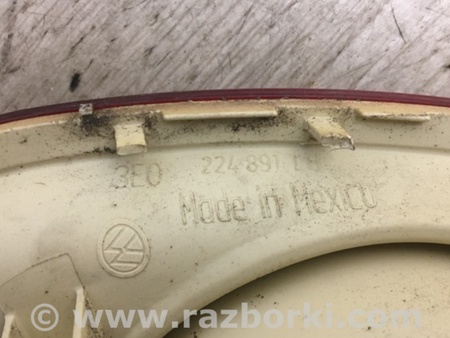 3E0 224-891 L
Made in Mexico
© www.razborki.com